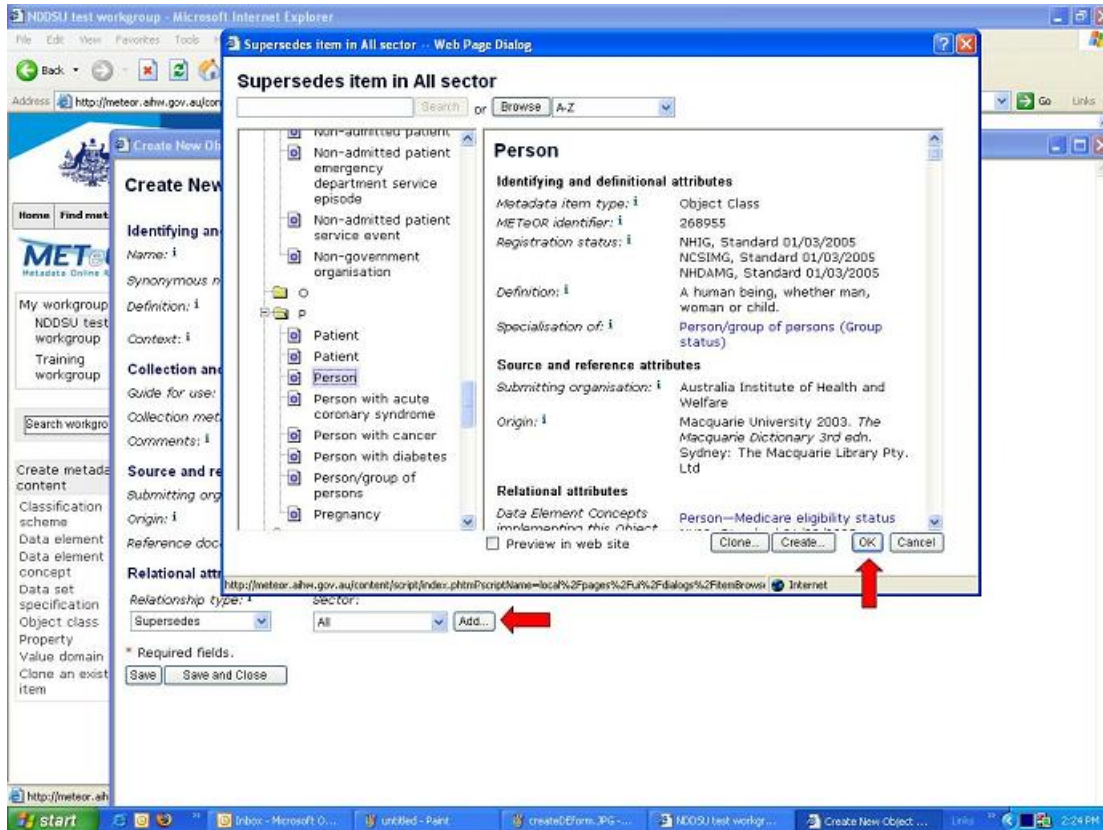 NDDSU test workgroup - Microsoft Internet Explorer
File Edit View Favorites Tools
Back
Address http://meteor.aihw.gov.au/con
Go Links
Supersedes item in All sector -- Web Page Dialog
Supersedes item in All sector
Search or Browse A-Z
Non-admitted patient
Non-admitted patient
emergency
department service
episode
Non-admitted patient
service event
Non-government
organisation
O
P
Patient
Patient
Person
Person with acute
coronary syndrome
Person with cancer
Person with diabetes
Person/group of
persons
Pregnancy
Person
Identifying and definitional attributes
Metadata item type: i Object Class
METeOR identifier: i 268955
Registration status: i NHIG, Standard 01/03/2005
NCSIMG, Standard 01/03/2005
NHDAMG, Standard 01/03/2005
Definition: i A human being, whether man,
woman or child.
Specialisation of: i Person/group of persons (Group
status)
Source and reference attributes
Submitting organisation: i Australia Institute of Health and
Welfare
Origin: i Macquarie University 2003. The
Macquarie Dictionary 3rd edn.
Sydney: The Macquarie Library Pty.
Ltd
Relational attributes
Data Element Concepts
implementing this Object
Person—Medicare eligibility status
Preview in web site Clone... Create... OK Cancel
http://meteor.aihw.gov.au/content/script/index.phtml?scriptName=local%2Fpages%2Fui%2Fdialogs%2FitemBrowse Internet
Create New Ob
Create New
Identifying an
Name: i
Synonymous n
Definition: i
Context: i
Collection and
Guide for use:
Collection met
Comments: i
Source and re
Submitting org
Origin: i
Reference doc
Relational attr
Relationship type: i Sector:
Supersedes All Add...
* Required fields.
Save Save and Close
Home Find met
METeO
Metadata Online R
My workgroup
NDDSU test
workgroup
Training
workgroup
Search workgro
Create metada
content
Classification
scheme
Data element
Data element
concept
Data set
specification
Object class
Property
Value domain
Clone an exist
item
http://meteor.aih
start
Inbox - Microsoft O...
untitled - Paint
createDEform.JPG -...
NDDSU test workgr...
Create New Object ...
Links
2:24 PM